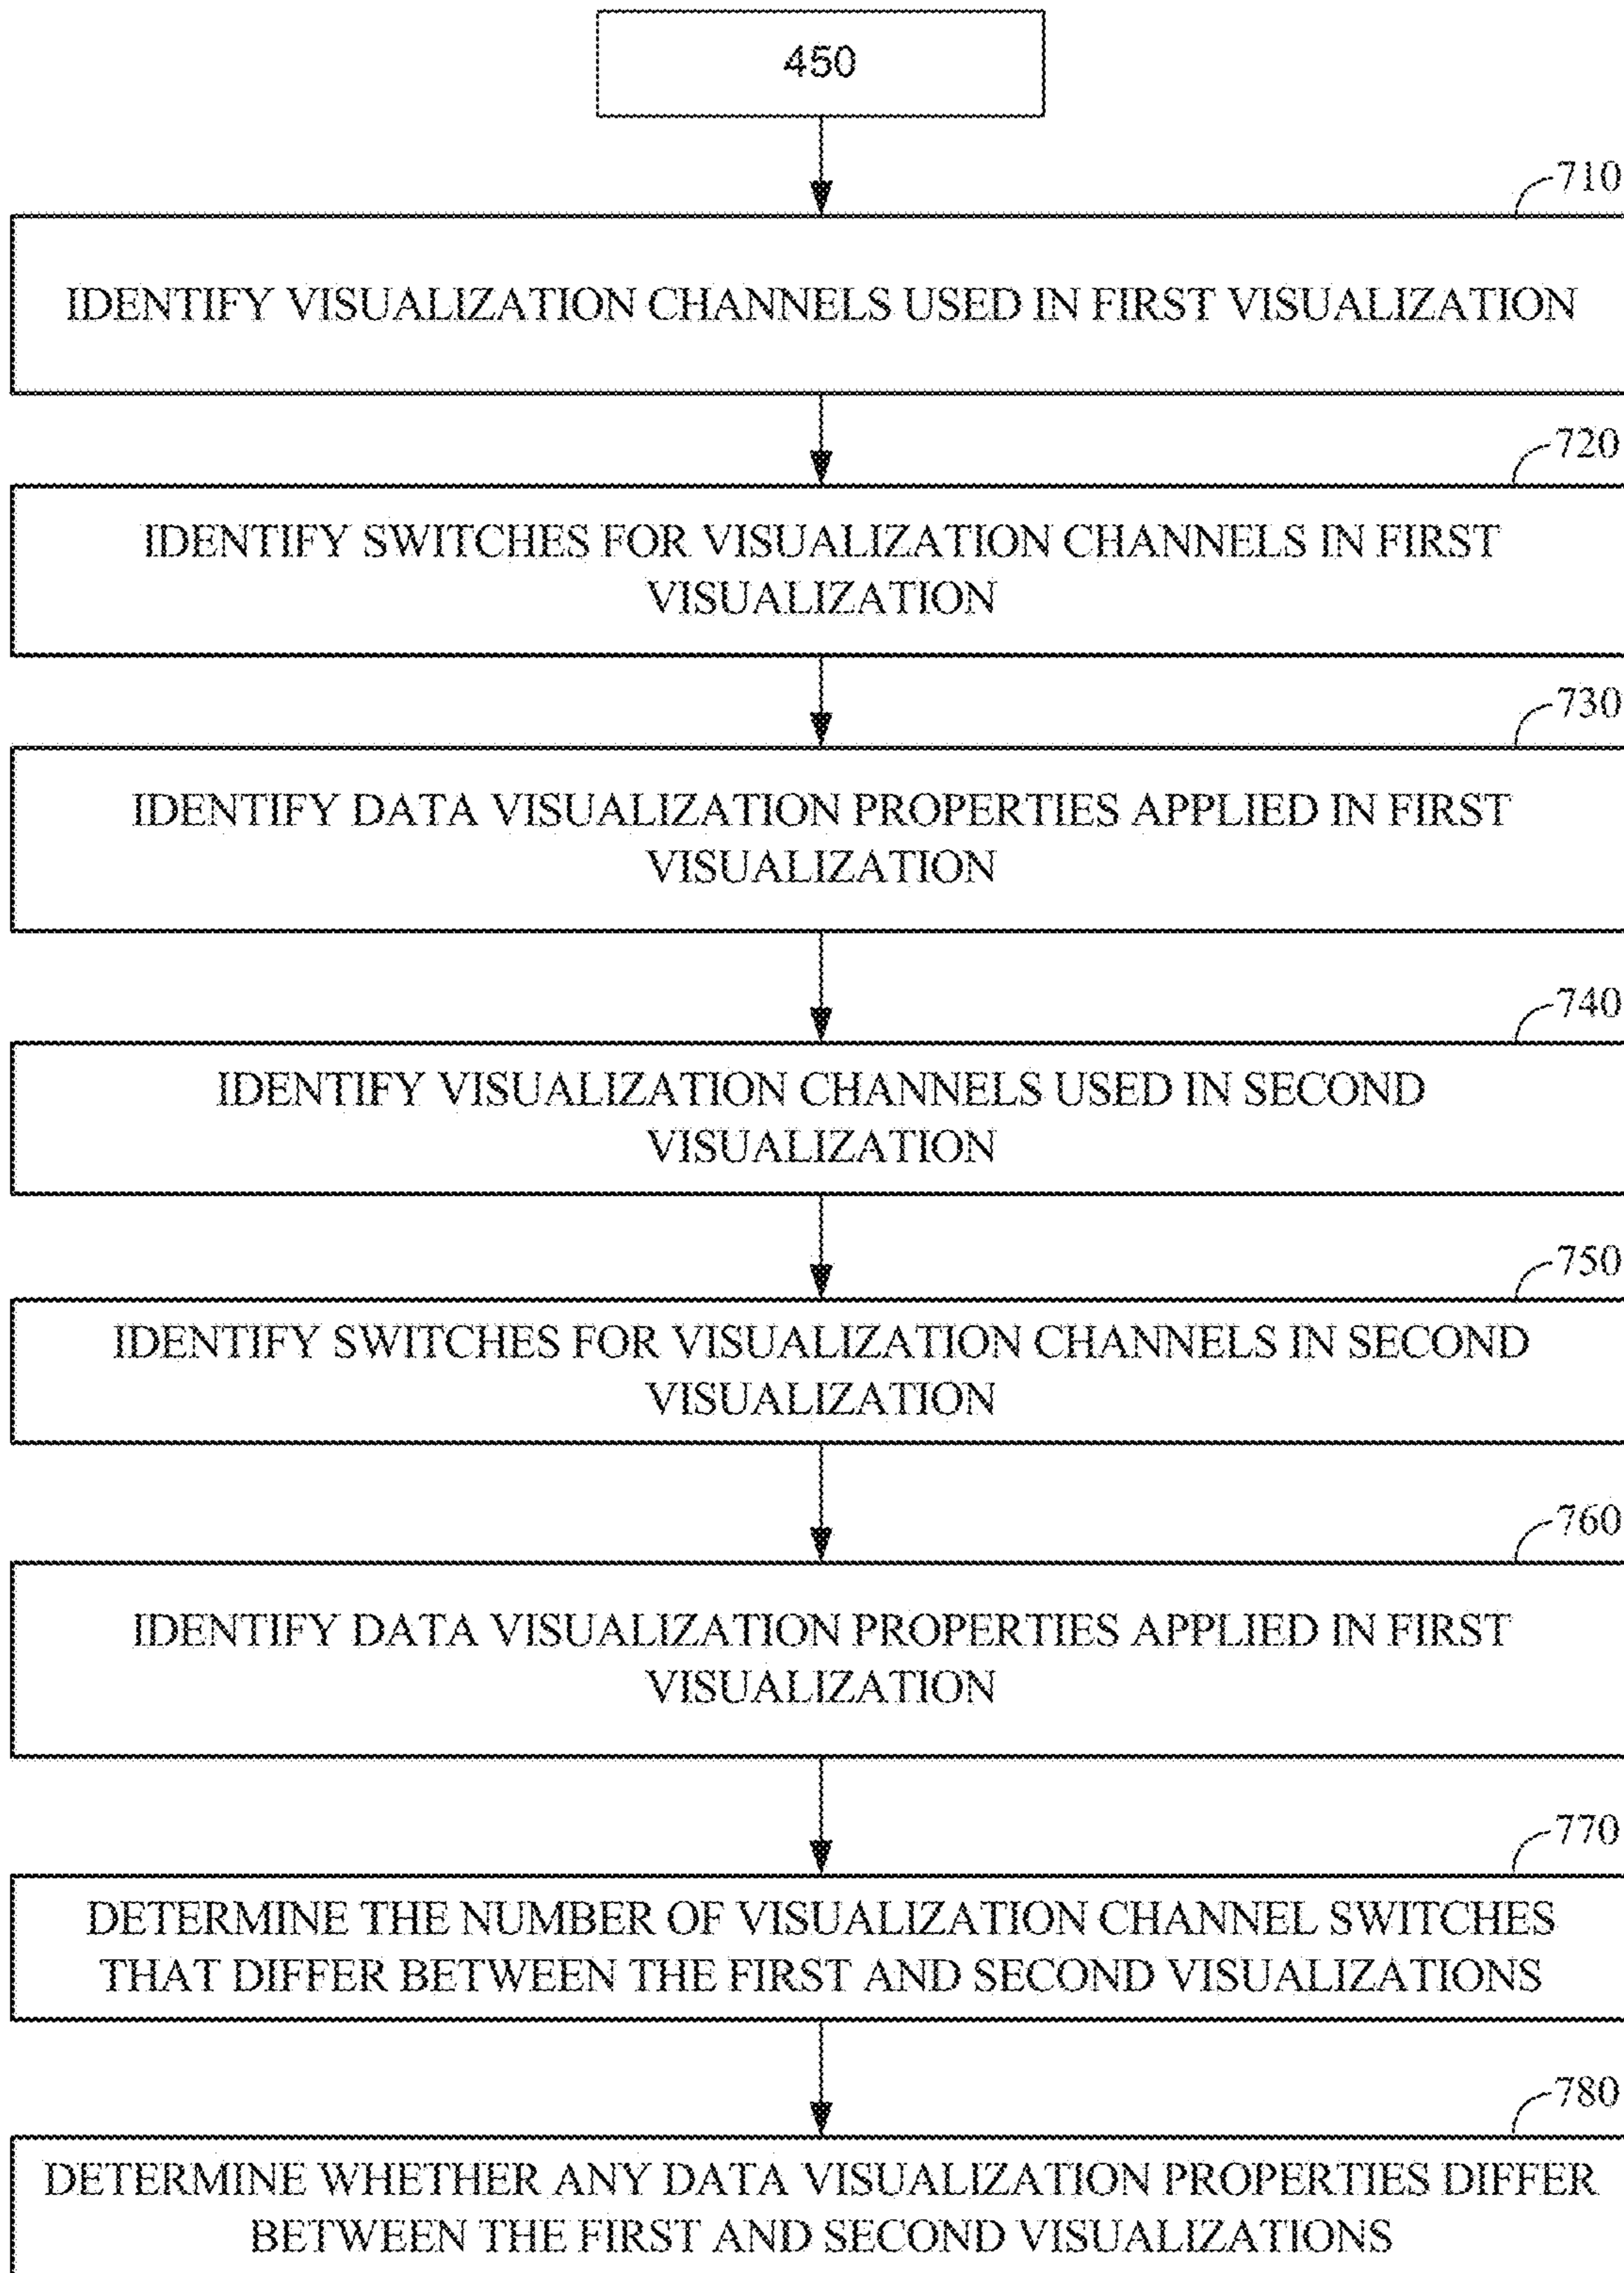 450
710
IDENTIFY VISUALIZATION CHANNELS USED IN FIRST VISUALIZATION
720
IDENTIFY SWITCHES FOR VISUALIZATION CHANNELS IN FIRST
VISUALIZATION
730
IDENTIFY DATA VISUALIZATION PROPERTIES APPLIED IN FIRST
VISUALIZATION
740
IDENTIFY VISUALIZATION CHANNELS USED IN SECOND
VISUALIZATION
750
IDENTIFY SWITCHES FOR VISUALIZATION CHANNELS IN SECOND
VISUALIZATION
760
IDENTIFY DATA VISUALIZATION PROPERTIES APPLIED IN FIRST
VISUALIZATION
770
DETERMINE THE NUMBER OF VISUALIZATION CHANNEL SWITCHES
THAT DIFFER BETWEEN THE FIRST AND SECOND VISUALIZATIONS
780
DETERMINE WHETHER ANY DATA VISUALIZATION PROPERTIES DIFFER
BETWEEN THE FIRST AND SECOND VISUALIZATIONS